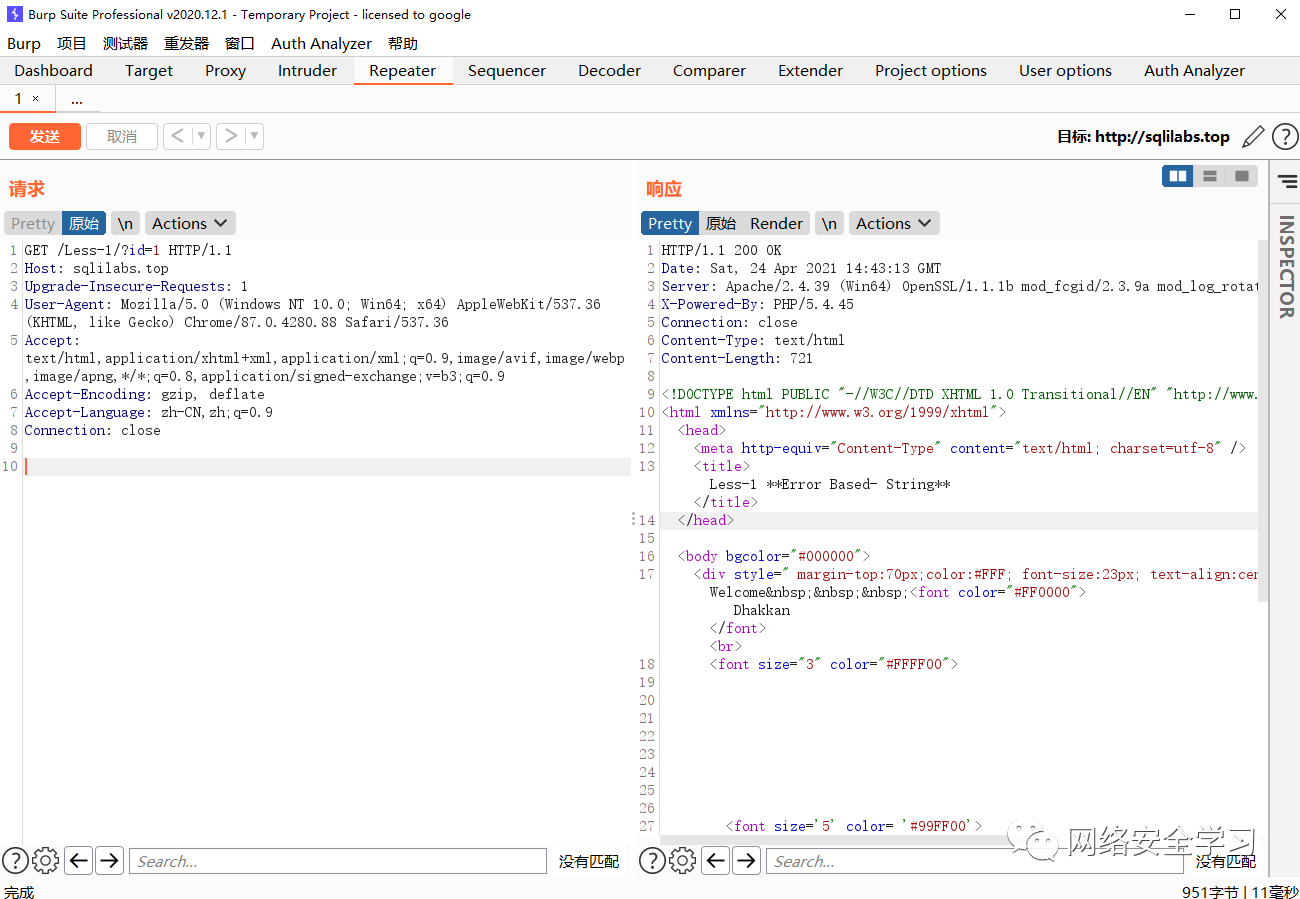 Burp Suite Professional v2020.12.1 - Temporary Project - licensed to google
Burp 项目 测试器 重发器 窗口 Auth Analyzer 帮助
Dashboard Target Proxy Intruder Repeater Sequencer Decoder Comparer Extender Project options User options Auth Analyzer
1 × ...
发送 取消 < ▼ > ▼ 目标: http://sqlilabs.top ?
请求
Pretty 原始 \n Actions
1 GET /Less-1/?id=1 HTTP/1.1
2 Host: sqlilabs.top
3 Upgrade-Insecure-Requests: 1
4 User-Agent: Mozilla/5.0 (Windows NT 10.0; Win64; x64) AppleWebKit/537.36
(KHTML, like Gecko) Chrome/87.0.4280.88 Safari/537.36
5 Accept:
text/html,application/xhtml+xml,application/xml;q=0.9,image/avif,image/webp
,image/apng,*/*;q=0.8,application/signed-exchange;v=b3;q=0.9
6 Accept-Encoding: gzip, deflate
7 Accept-Language: zh-CN,zh;q=0.9
8 Connection: close
9
10
? Search... 没有匹配
响应
Pretty 原始 Render \n Actions
1 HTTP/1.1 200 OK
2 Date: Sat, 24 Apr 2021 14:43:13 GMT
3 Server: Apache/2.4.39 (Win64) OpenSSL/1.1.1b mod_fcgid/2.3.9a mod_log_rotat
4 X-Powered-By: PHP/5.4.45
5 Connection: close
6 Content-Type: text/html
7 Content-Length: 721
8
9 <!DOCTYPE html PUBLIC "-//W3C//DTD XHTML 1.0 Transitional//EN" "http://www.
10 <html xmlns="http://www.w3.org/1999/xhtml">
11 <head>
12 <meta http-equiv="Content-Type" content="text/html; charset=utf-8" />
13 <title>
Less-1 **Error Based- String**
</title>
14 </head>
15
16 <body bgcolor="#000000">
17 <div style=" margin-top:70px;color:#FFF; font-size:23px; text-align:cen
Welcome&nbsp;&nbsp;&nbsp;<font color="#FF0000">
Dhakkan
</font>
<br>
18 <font size="3" color="#FFFF00">
19
20
21
22
23
24
25
26
27 <font size='5' color= '#99FF00'>
? Search... 没有匹配
INSPECTOR
网络安全学习
完成 951字节 | 11毫秒